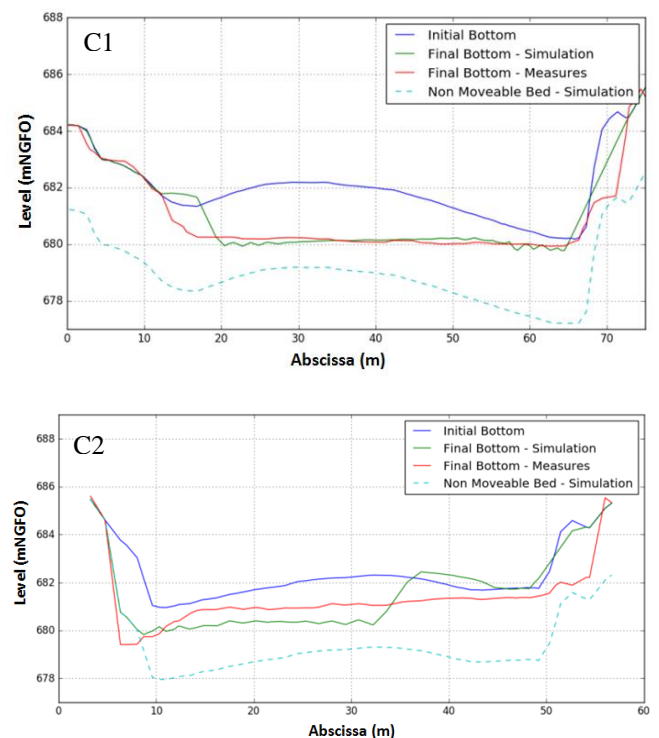 C1
688
686
684
682
680
678
Level (mNGFO)
Initial Bottom
Final Bottom - Simulation
Final Bottom - Measures
Non Moveable Bed - Simulation
0 10 20 30 40 50 60 70
Abscissa (m)
C2
688
686
684
682
680
678
Level (mNGFO)
Initial Bottom
Final Bottom - Simulation
Final Bottom - Measures
Non Moveable Bed - Simulation
0 10 20 30 40 50 60
Abscissa (m)